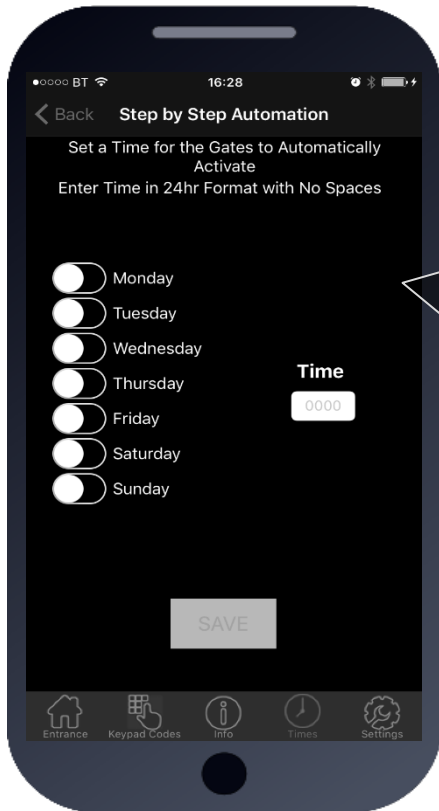 BT 16:28
Back Step by Step Automation
Set a Time for the Gates to Automatically
Activate
Enter Time in 24hr Format with No Spaces
Monday
Tuesday
Wednesday
Thursday
Friday
Saturday
Sunday
Time
0000
SAVE
Entrance Keypad Codes Info Times Settings